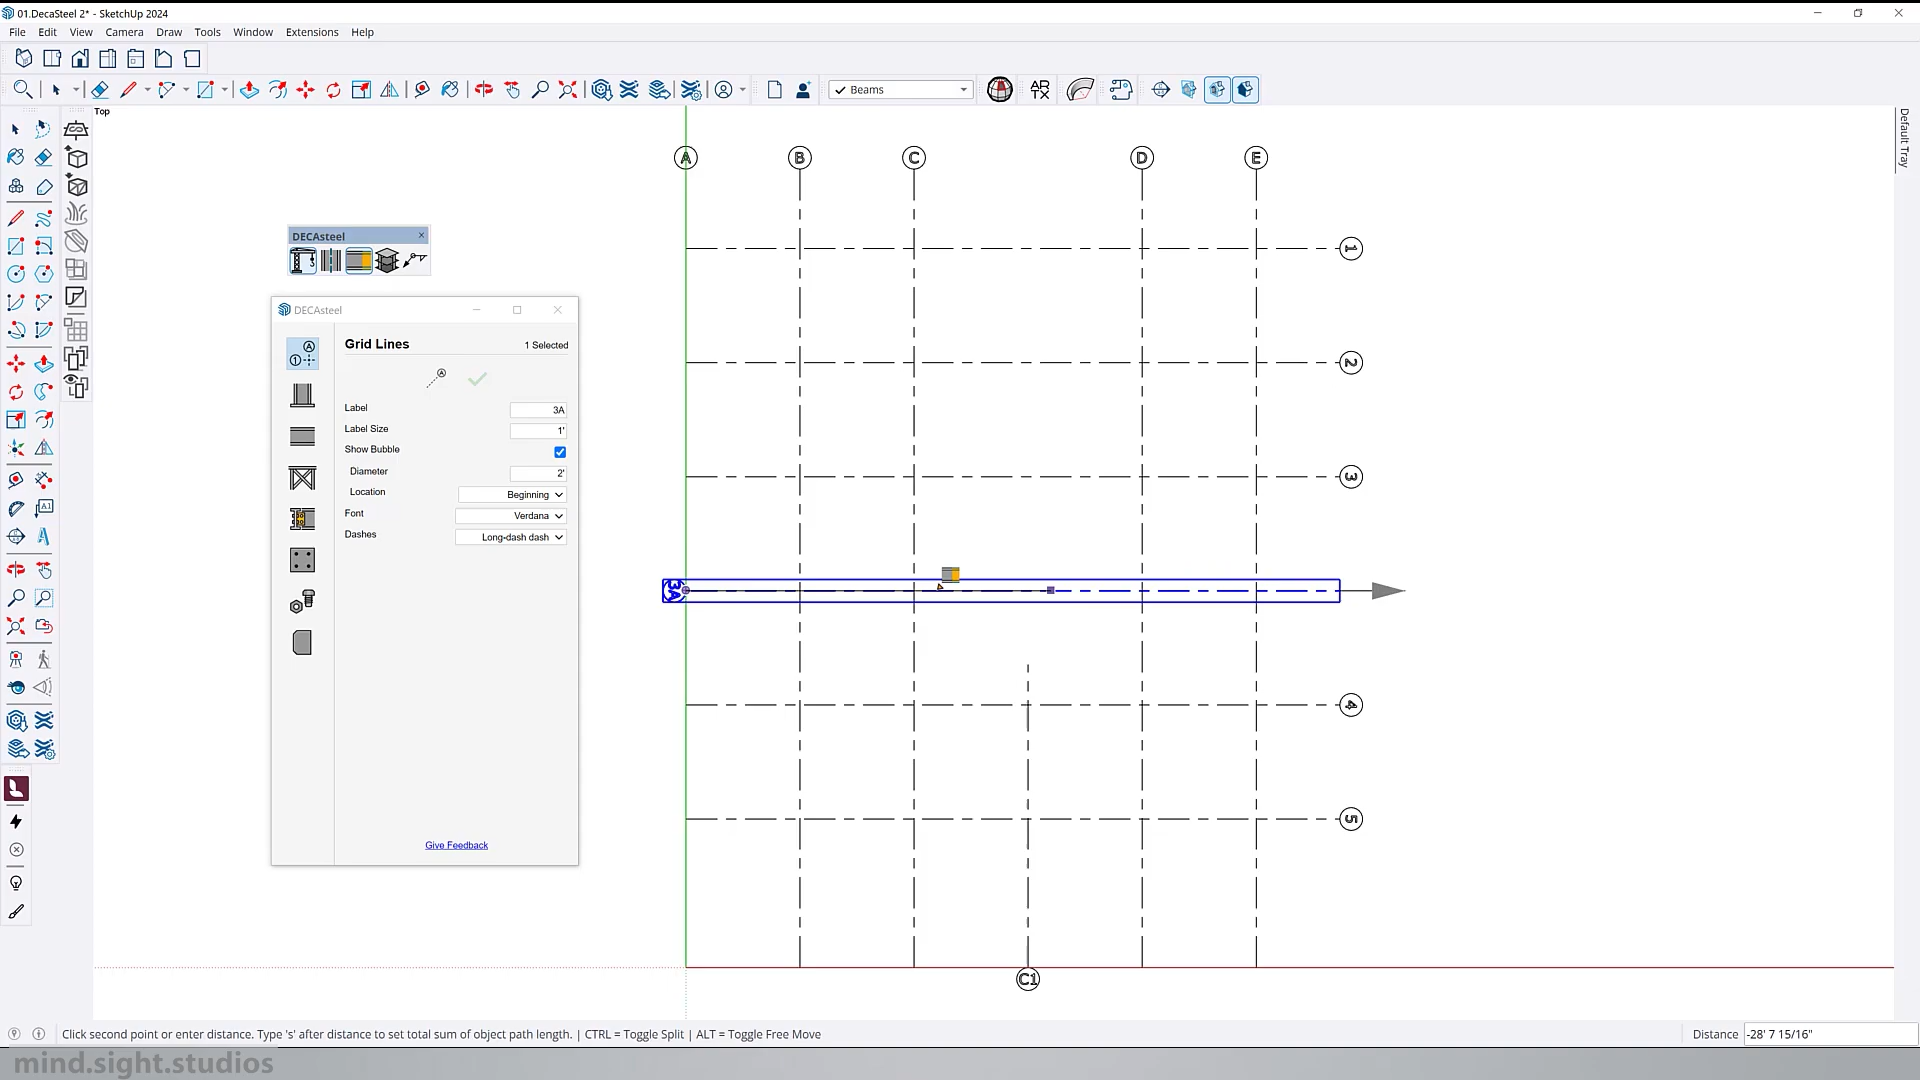 01.DecaSteel 2* - SketchUp 2024
File Edit View Camera Draw Tools Window Extensions Help
Beams
AR
TX
Top
Default Tray
A B C D E
DECAsteel
1
2
3
3A
4
5
C1
DECAsteel
Grid Lines 1 Selected
Label 3A
Label Size 1'
Show Bubble
Diameter 2'
Location Beginning
Font Verdana
Dashes Long-dash dash
Give Feedback
Click second point or enter distance. Type 's' after distance to set total sum of object path length. | CTRL = Toggle Split | ALT = Toggle Free Move
Distance -28' 7 15/16"
mind.sight.studios